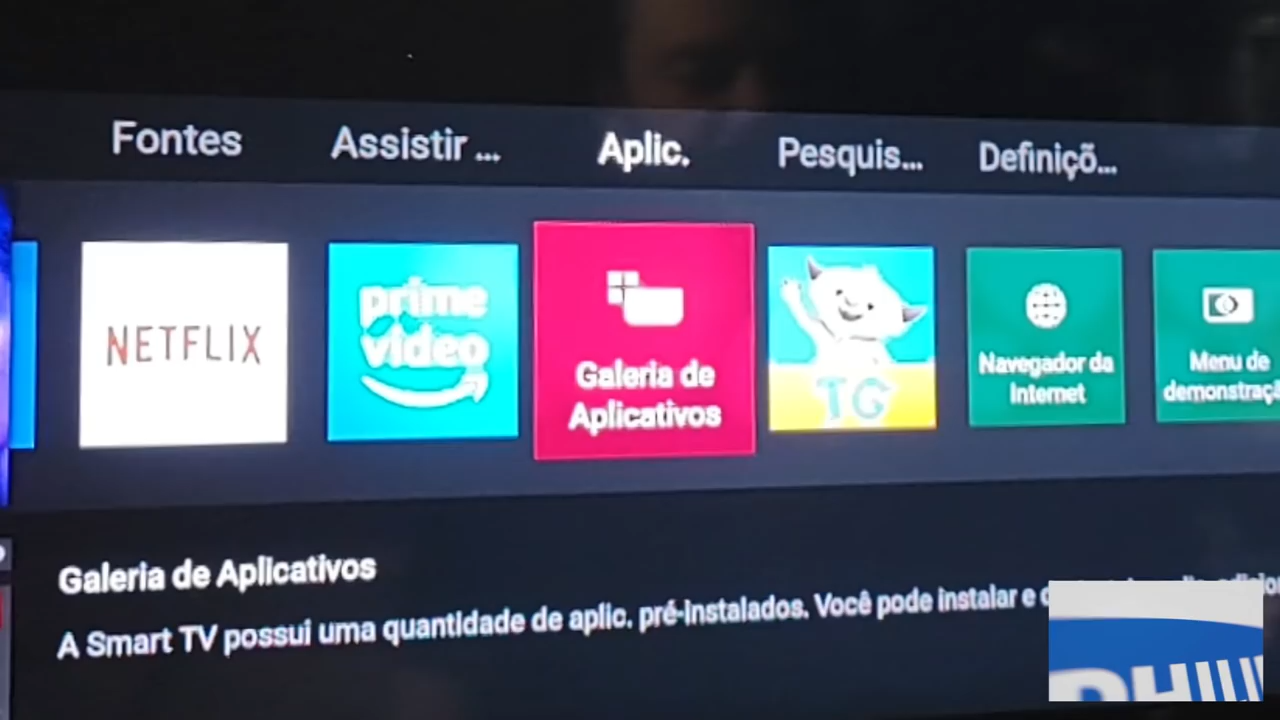 Fontes
Assistir ...
Aplic.
Pesquis...
Definiçõ...
NETFLIX
prime
video
Galeria de
Aplicativos
TG
Navegador da
Internet
Menu de
demonstraçã
Galeria de Aplicativos
A Smart TV possui uma quantidade de aplic. pré-instalados. Você pode instalar e